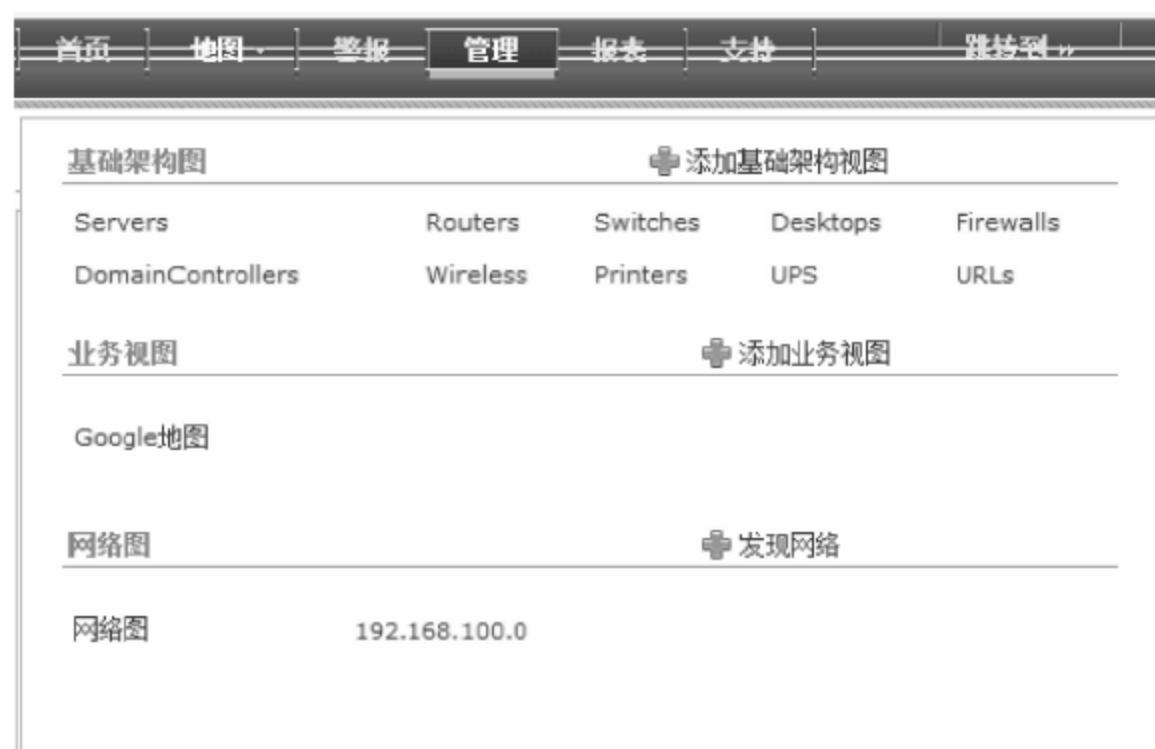 首页 地图 警报 管理 报表 支持 跳转到 »
基础架构图 添加基础架构视图
Servers Routers Switches Desktops Firewalls
DomainControllers Wireless Printers UPS URLs
业务视图 添加业务视图
Google地图
网络图 发现网络
网络图 192.168.100.0